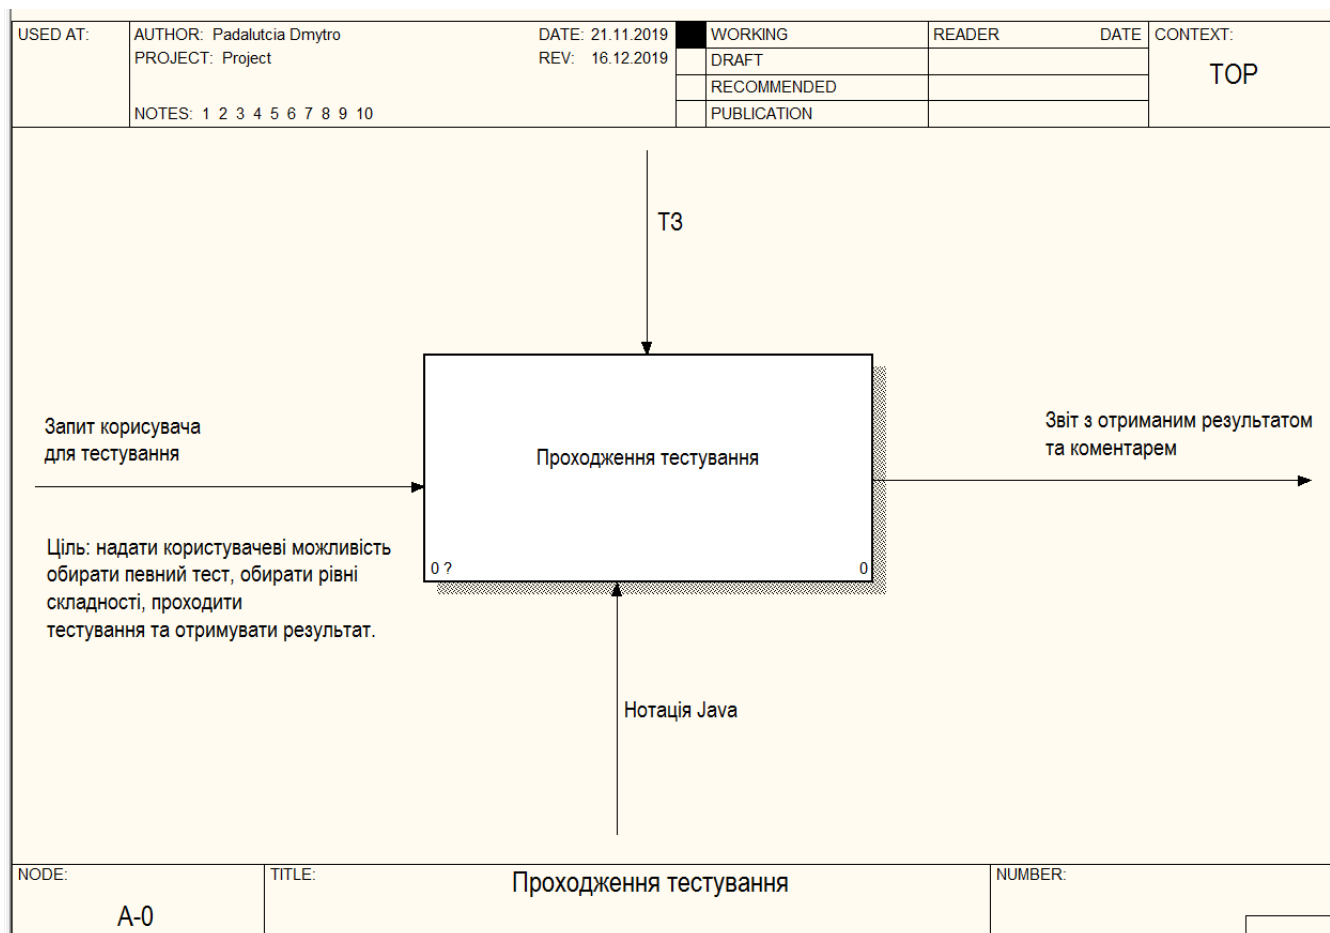 USED AT:
AUTHOR: Padalutcia Dmytro
DATE: 21.11.2019
PROJECT: Project
REV: 16.12.2019
NOTES: 1 2 3 4 5 6 7 8 9 10
WORKING
DRAFT
RECOMMENDED
PUBLICATION
READER DATE
CONTEXT:
TOP
ТЗ
Запит корисувача
для тестування
Проходження тестування
0 ?
0
Звіт з отриманим результатом
та коментарем
Ціль: надати користувачеві можливість
обирати певний тест, обирати рівні
складності, проходити
тестування та отримувати результат.
Нотація Java
NODE:
A-0
TITLE:
Проходження тестування
NUMBER: